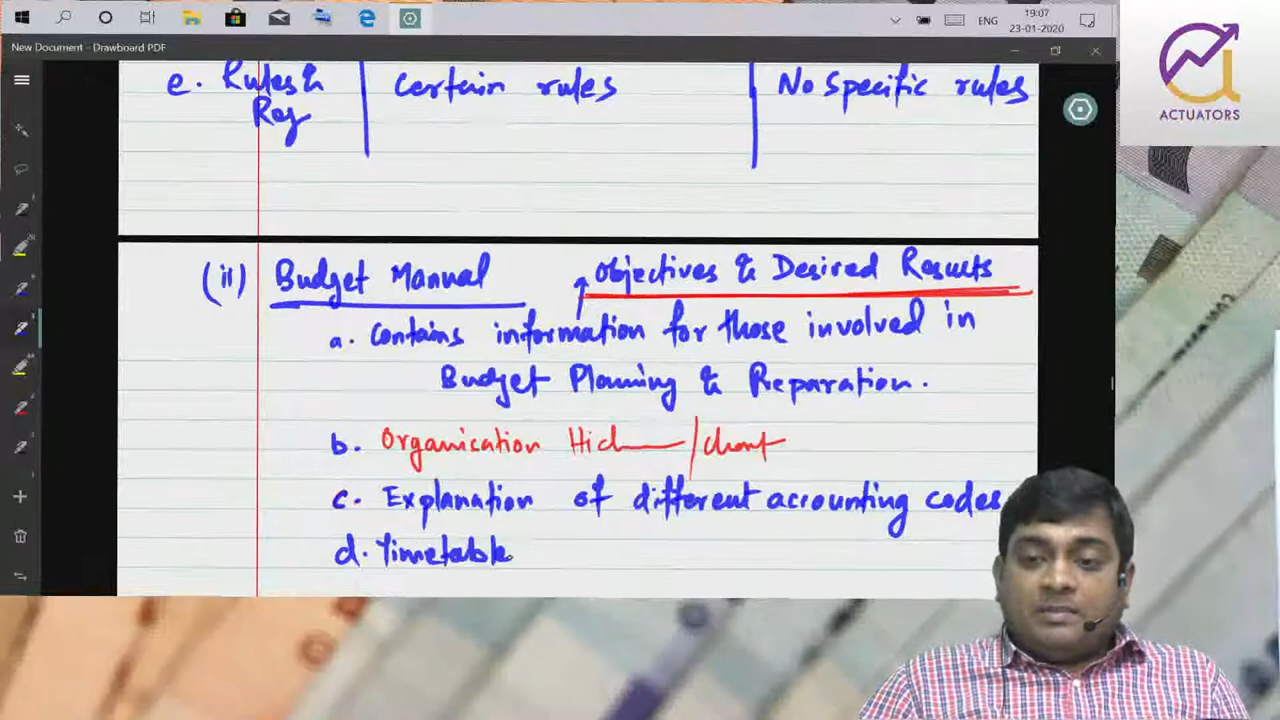 19:07
ENG
23-01-2020
New Document - Drawboard PDF
ACTUATORS
e. Rules & Certain rules No specific rules
Reg
(ii) Budget Manual Objectives & Desired Results
a. Contains information for those involved in
Budget Planning & Preparation.
b. Organisation / Chart
c. Explanation of different accounting codes
d. Timetable